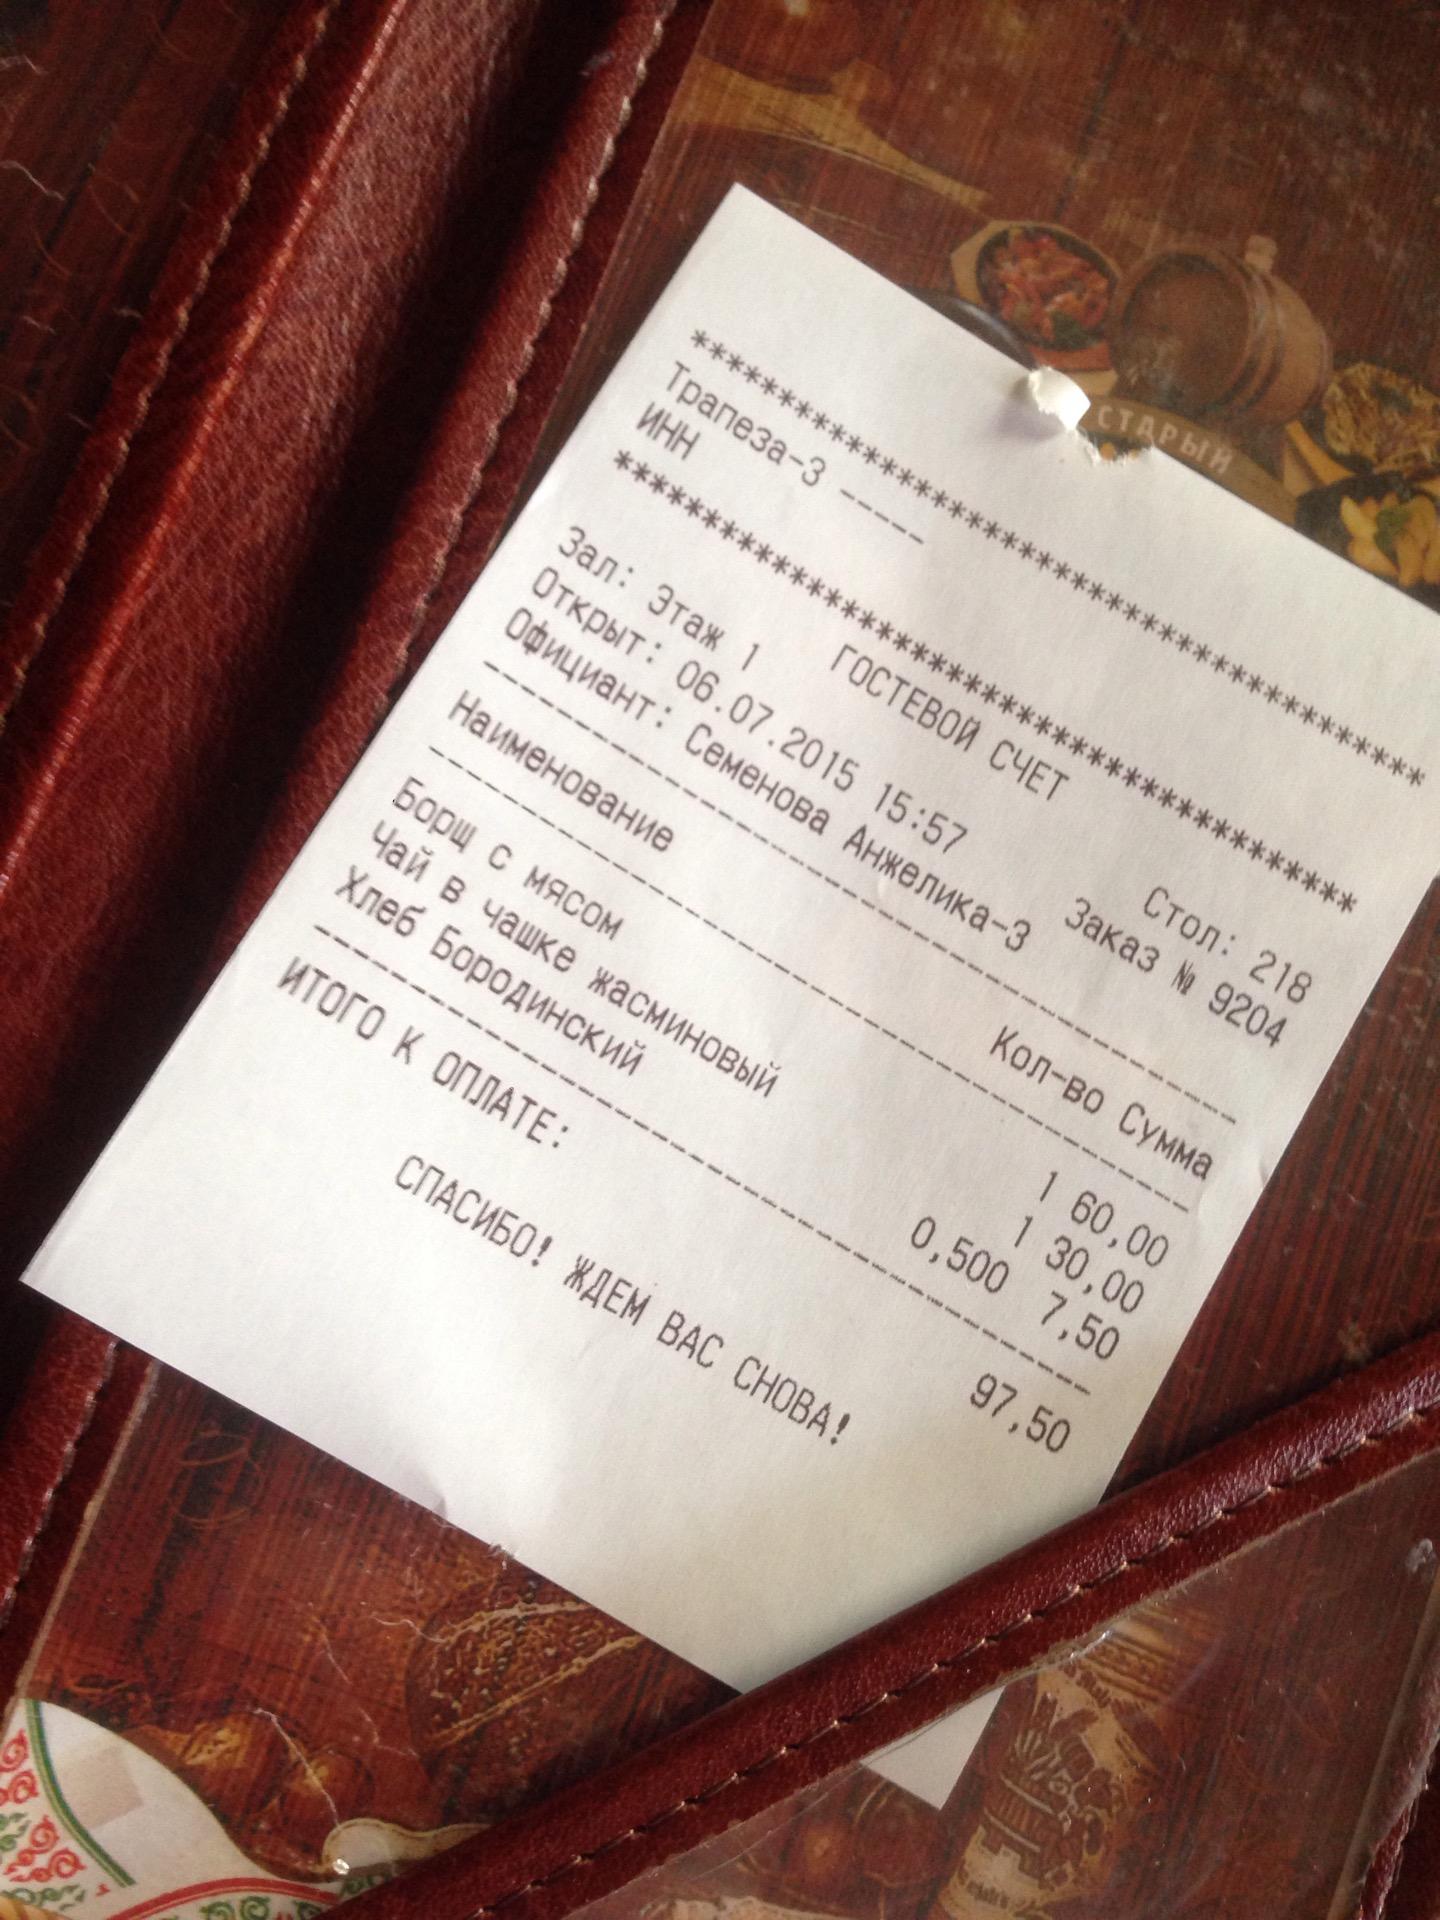 СТАРЫЙ
******************************************
Трапеза-3
ИНН -----
******************************************
ГОСТЕВОЙ СЧЕТ
Зал: Этаж 1 Стол: 218
Открыт: 06.07.2015 15:57 Заказ № 9204
Официант: Семенова Анжелика-3
------------------------------------------
Наименование Кол-во Сумма
------------------------------------------
Борщ с мясом 1 60,00
Чай в чашке жасминовый 1 30,00
Хлеб Бородинский 0,500 7,50
------------------------------------------
ИТОГО К ОПЛАТЕ: 97,50
СПАСИБО! ЖДЕМ ВАС СНОВА!